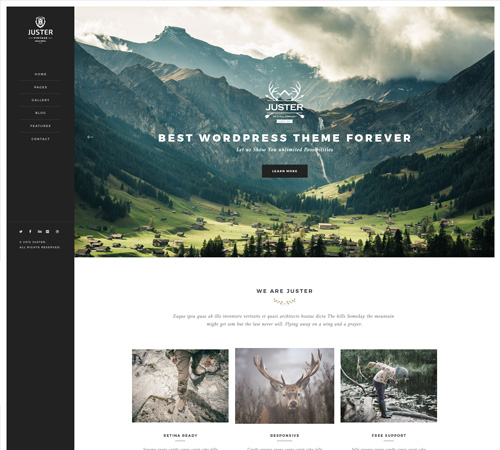 JUSTER
HOME
PAGES
GALLERY
BLOG
FEATURES
CONTACT
ALL RIGHTS RESERVED.
JUSTER
BEST WORDPRESS THEME FOREVER
Let us Show You unlimited Possibilities
LEARN MORE
WE ARE JUSTER
Eaque ipsa quae ab illo inventore veritatis et quasi architecto beatae dicta The hills Someday the mountain
might get him but the law never will. Flying away on a wing and a prayer.
RETINA READY
RESPONSIVE
FREE SUPPORT